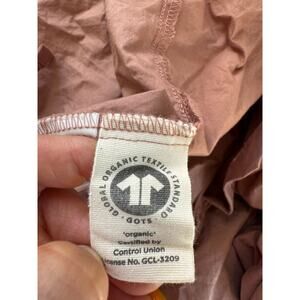 GLOBAL ORGANIC TEXTILE STANDARD
GOTS
'organic'
Certified by
Control Union
License No. GCL-3209